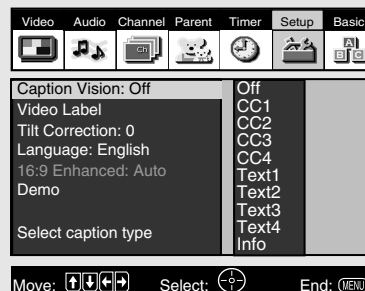 Video Audio Channel Parent Timer Setup Basic
Ch A B C
Caption Vision: Off
Video Label
Tilt Correction: 0
Language: English
16:9 Enhanced: Auto
Demo
Select caption type
Off
CC1
CC2
CC3
CC4
Text1
Text2
Text3
Text4
Info
Move: Select: End: MENU